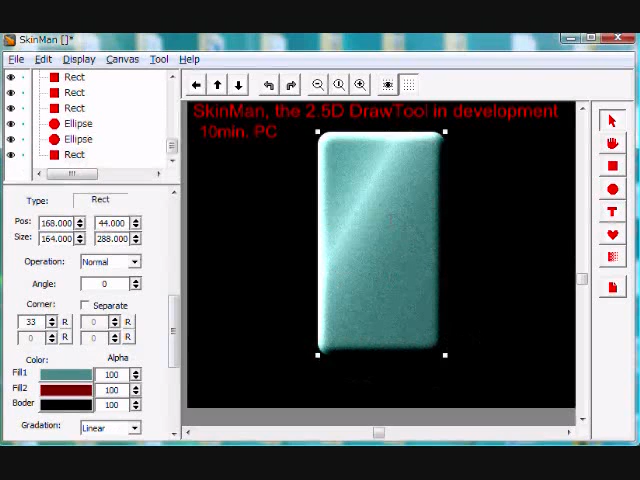 SkinMan []*
File Edit Display Canvas Tool Help
Rect
Rect
Rect
Ellipse
Ellipse
Rect
SkinMan, the 2.5D DrawTool in development
10min, PC
Type: Rect
Pos: 168.000 44.000
Size: 164.000 288.000
Operation: Normal
Angle: 0
Corner: Separate
33 R 0 R
0 R 0 R
Color: Alpha
Fill1 100
Fill2 100
Boder 100
Gradation: Linear